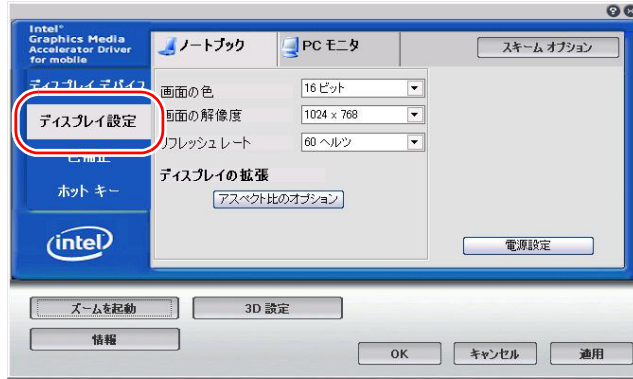 Intel®
Graphics Media
Accelerator Driver
for mobile
ノートブック
PC モニタ
スキーム オプション
ディスプレイ デバイス
ディスプレイ設定
色補正
ホット キー
intel
画面の色
16 ビット
画面の解像度
1024 x 768
リフレッシュ レート
60 ヘルツ
ディスプレイの拡張
アスペクト比のオプション
電源設定
ズームを起動
3D 設定
情報
OK
キャンセル
適用